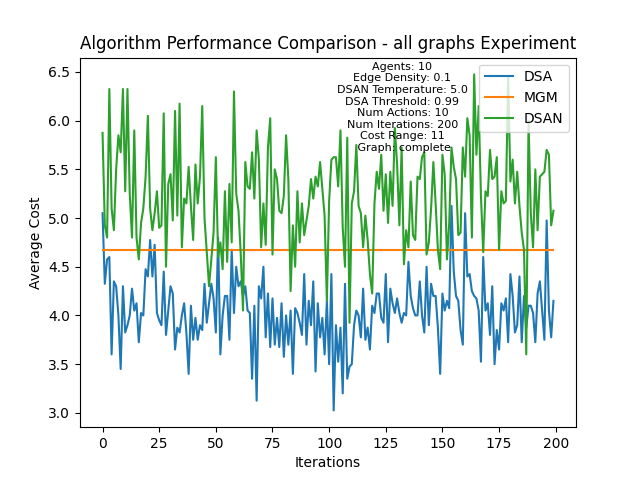 Algorithm Performance Comparison - all graphs Experiment
Agents: 10
Edge Density: 0.1
DSAN Temperature: 5.0
DSA Threshold: 0.99
Num Actions: 10
Num Iterations: 200
Cost Range: 11
Graph: complete
DSA
MGM
DSAN
Average Cost
6.5
6.0
5.5
5.0
4.5
4.0
3.5
3.0
0 25 50 75 100 125 150 175 200
Iterations